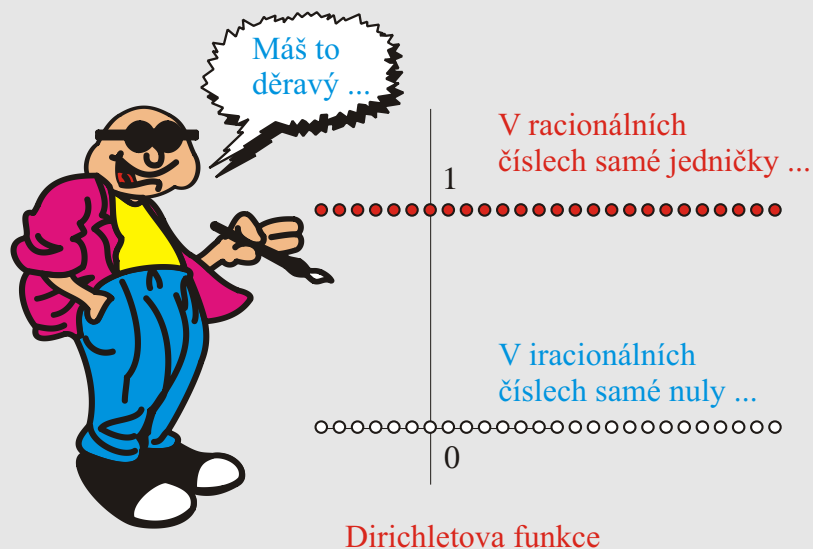 Máš to
děravý ...
V racionálních
číslech samé jedničky ...
1
V iracionálních
číslech samé nuly ...
0
Dirichletova funkce